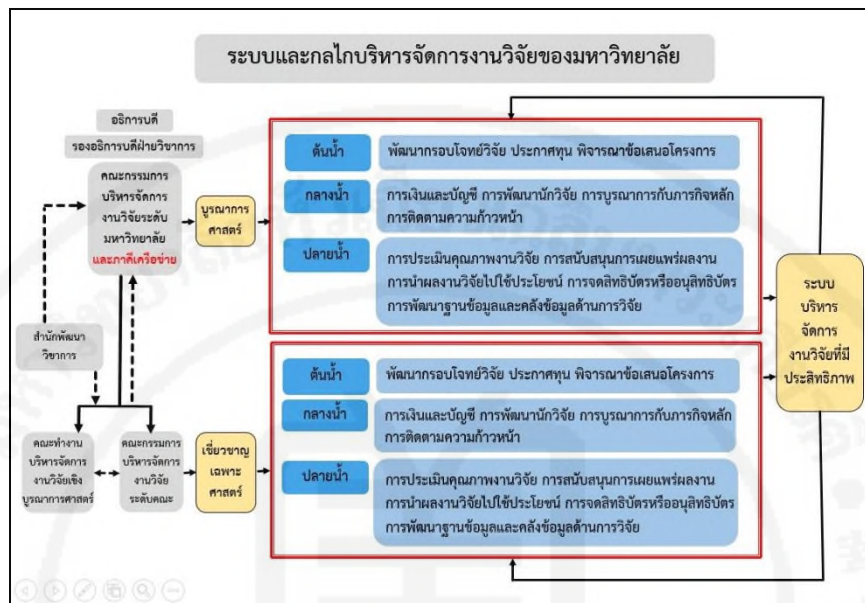 ระบบและกลไกบริหารจัดการงานวิจัยของมหาวิทยาลัย
อธิการบดี
รองอธิการบดีฝ่ายวิชาการ
คณะกรรมการ
บริหารจัดการ
งานวิจัยระดับ
มหาวิทยาลัย
และภาคีเครือข่าย
บูรณาการ
ศาสตร์
ต้นน้ำ
พัฒนากรอบโจทย์วิจัย ประกาศทุน พิจารณาข้อเสนอโครงการ
กลางน้ำ
การเงินและบัญชี การพัฒนานักวิจัย การบูรณาการกับภารกิจหลัก
การติดตามความก้าวหน้า
ปลายน้ำ
การประเมินคุณภาพงานวิจัย การสนับสนุนการเผยแพร่ผลงาน
การนำผลงานวิจัยไปใช้ประโยชน์ การจดสิทธิบัตรหรืออนุสิทธิบัตร
การพัฒนาฐานข้อมูลและคลังข้อมูลด้านการวิจัย
ระบบ
บริหาร
จัดการ
งานวิจัยที่มี
ประสิทธิภาพ
สำนักพัฒนา
วิชาการ
คณะทำงาน
บริหารจัดการ
งานวิจัยเชิง
บูรณาการศาสตร์
คณะกรรมการ
บริหารจัดการ
งานวิจัย
ระดับคณะ
เชี่ยวชาญ
เฉพาะ
ศาสตร์
ต้นน้ำ
พัฒนากรอบโจทย์วิจัย ประกาศทุน พิจารณาข้อเสนอโครงการ
กลางน้ำ
การเงินและบัญชี การพัฒนานักวิจัย การบูรณาการกับภารกิจหลัก
การติดตามความก้าวหน้า
ปลายน้ำ
การประเมินคุณภาพงานวิจัย การสนับสนุนการเผยแพร่ผลงาน
การนำผลงานวิจัยไปใช้ประโยชน์ การจดสิทธิบัตรหรืออนุสิทธิบัตร
การพัฒนาฐานข้อมูลและคลังข้อมูลด้านการวิจัย